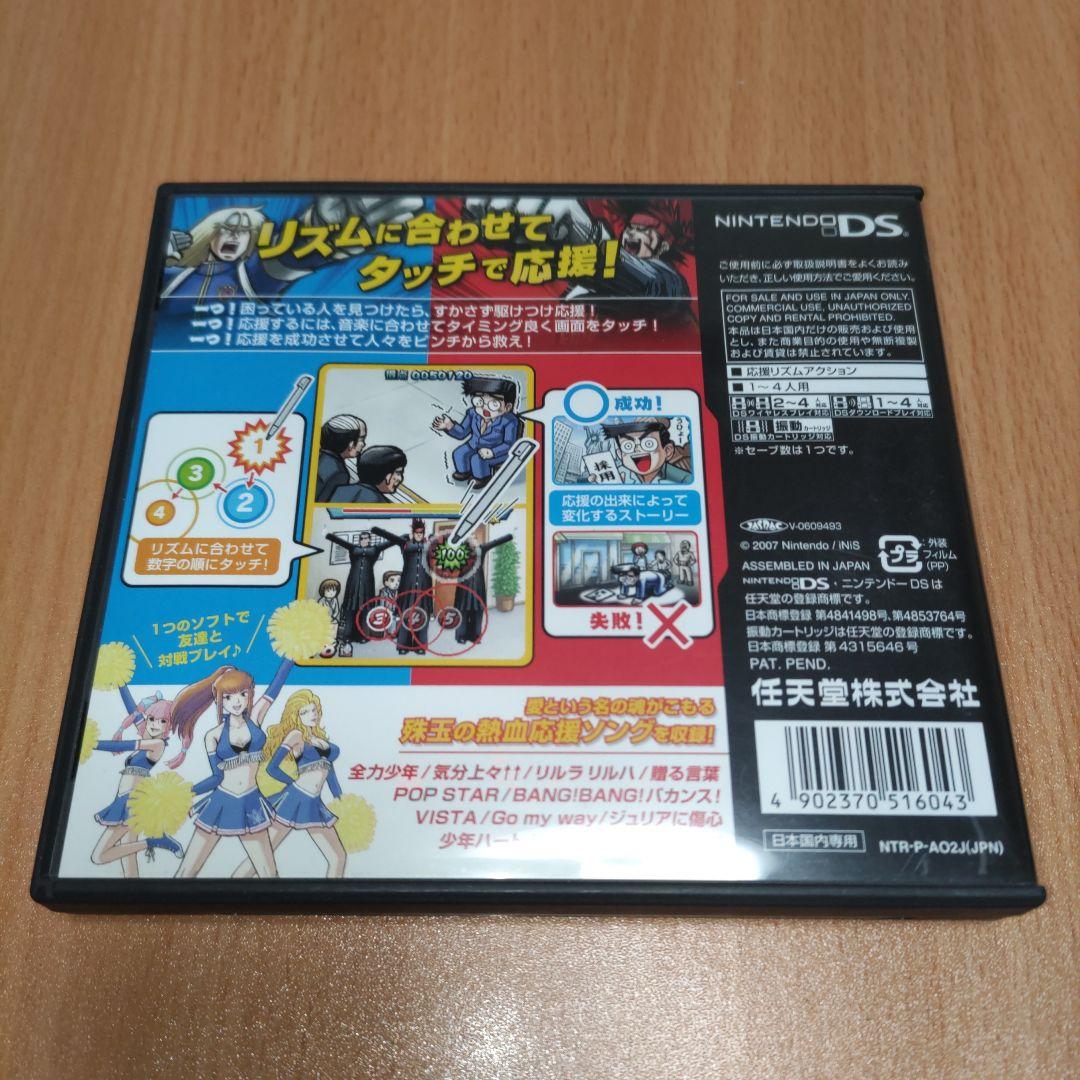 リズムに合わせて
タッチで応援!
一つ!困っている人を見つけたら、すかさず駆けつけ応援!
一つ!応援するには、音楽に合わせてタイミング良く画面をタッチ!
一つ!応援を成功させて人々をピンチから救え!
得点 0050120
1
2
3
4
リズムに合わせて
数字の順にタッチ!
100
3 4 5
成功!
採用
応援の出来によって
変化するストーリー
失敗!
1つのソフトで
友達と
対戦プレイ♪
愛という名の魂がこもる
珠玉の熱血応援ソングを収録!
全力少年/気分上々↑↑/リルラ リルハ/贈る言葉
POP STAR/BANG!BANG!バカンス!
VISTA/Go my way/ジュリアに傷心
少年ハート
NINTENDO DS
ご使用前に必ず取扱説明書をよくお読み
いただき、正しい使用方法でご愛用ください。
FOR SALE AND USE IN JAPAN ONLY.
COMMERCIAL USE, UNAUTHORIZED
COPY AND RENTAL PROHIBITED.
本品は日本国内だけの販売および使用
とし、また商業目的の使用や無断複製
および賃貸は禁止されています。
応援リズムアクション
1〜4人用
2〜4人対応 1〜4人対応
DSワイヤレスプレイ対応 DSダウンロードプレイ対応
振動カートリッジ
DS振動カートリッジ対応
※セーブ数は1つです。
V-0609493
© 2007 Nintendo / iNiS
ASSEMBLED IN JAPAN
プラ
:外装
フィルム
(PP)
NINTENDO DS・ニンテンドーDSは
任天堂の登録商標です。
日本商標登録 第4841498号、第4853764号
振動カートリッジは任天堂の登録商標です。
日本商標登録 第4315646号
PAT. PEND.
任天堂株式会社
4 902370 516043
日本国内専用
NTR-P-AO2J(JPN)